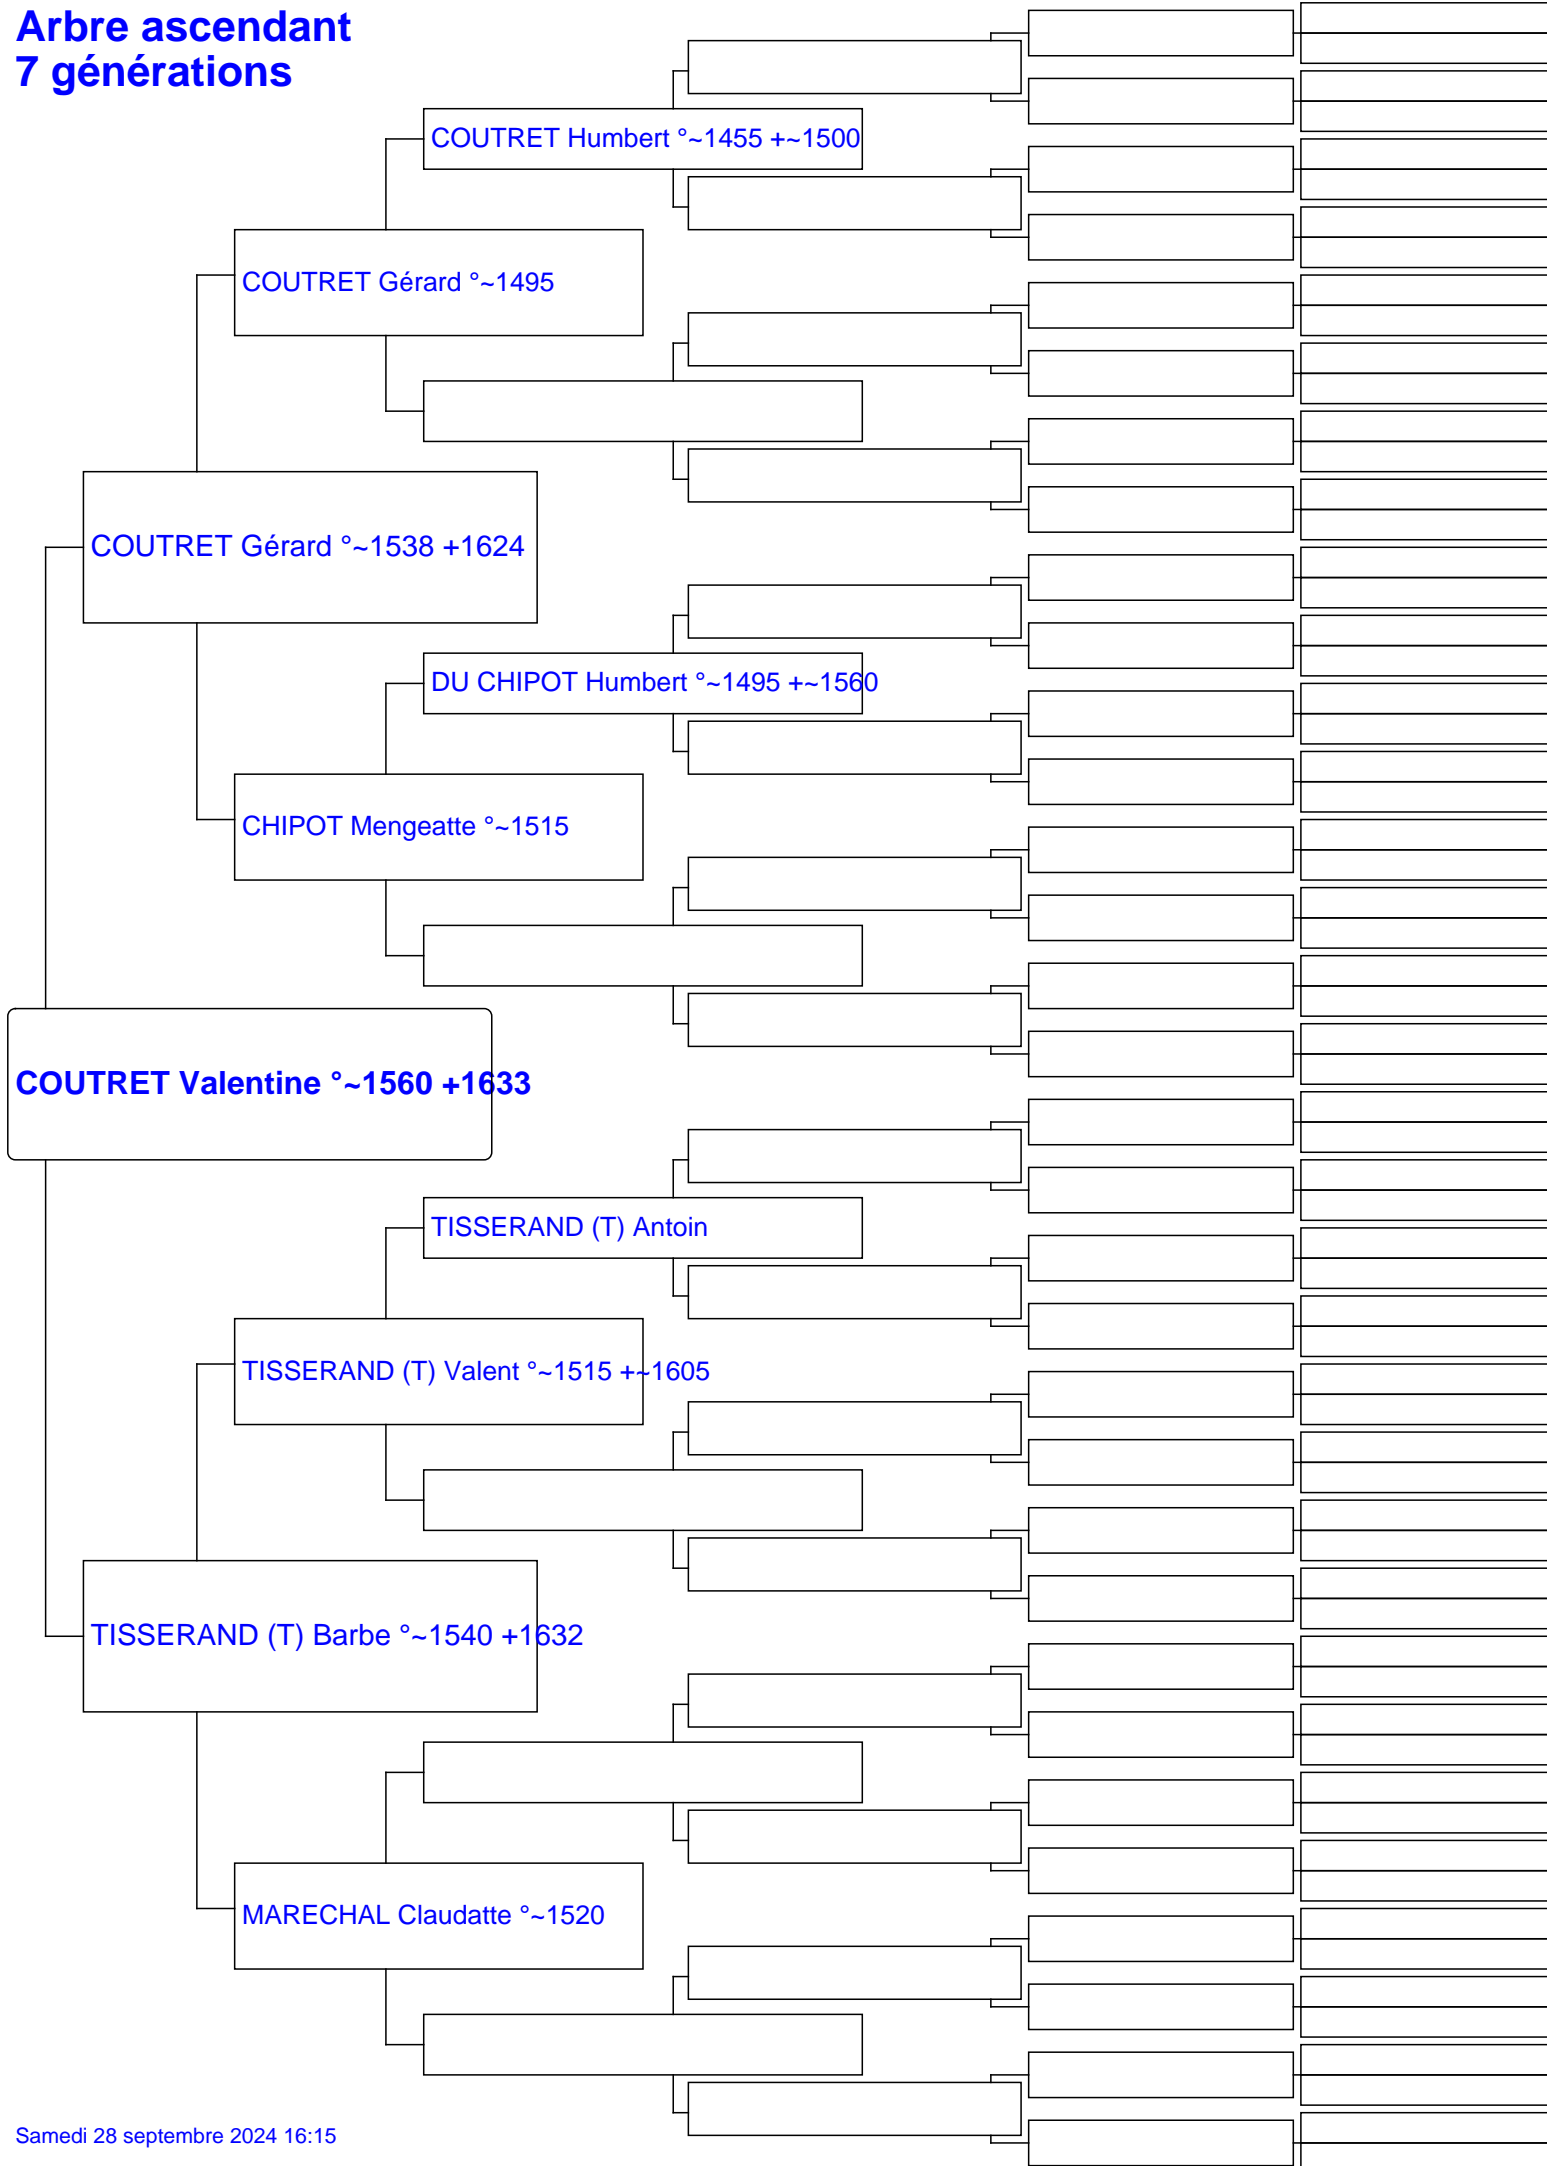 Arbre ascendant
7 générations
COUTRET Humbert °~1455 +~1500
COUTRET Gérard °~1495
COUTRET Gérard °~1538 +1624
DU CHIPOT Humbert °~1495 +~1560
CHIPOT Mengeatte °~1515
COUTRET Valentine °~1560 +1633
TISSERAND (T) Antoin
TISSERAND (T) Valent °~1515 +~1605
TISSERAND (T) Barbe °~1540 +1632
MARECHAL Claudatte °~1520
Samedi 28 septembre 2024 16:15